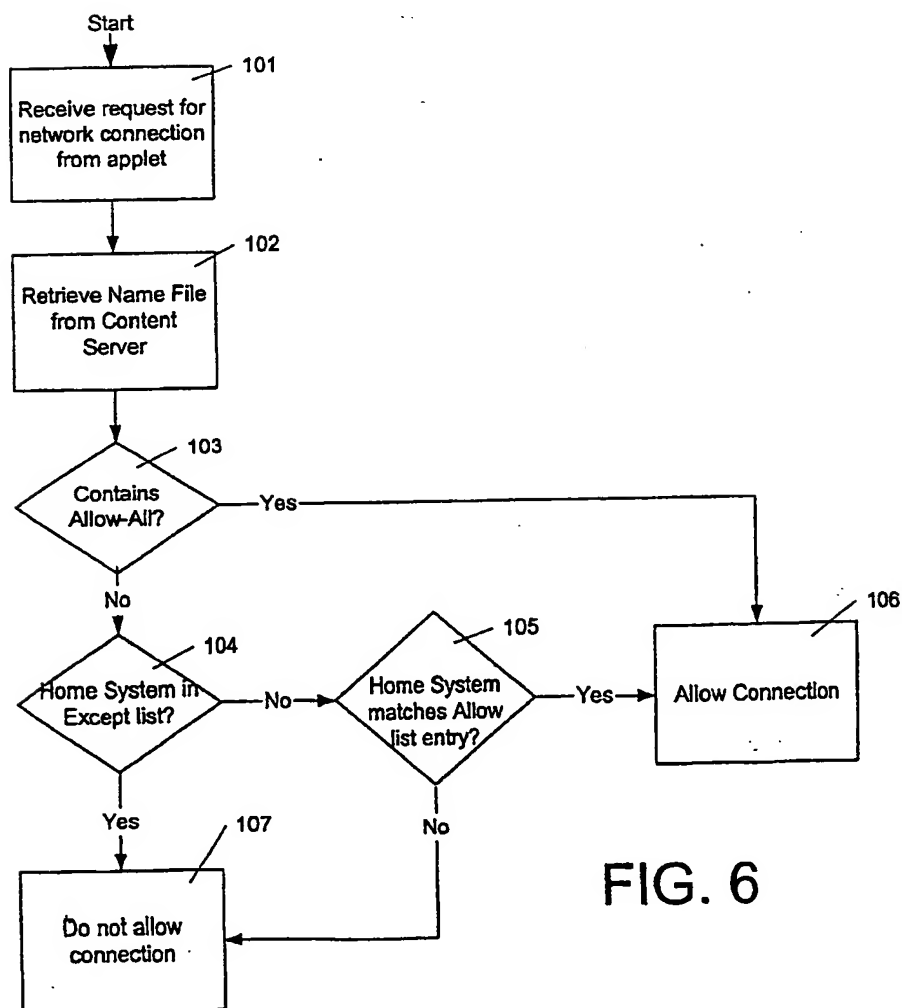 Start
101
Receive request for
network connection
from applet
102
Retrieve Name File
from Content
Server
103
Contains
Allow-All?
Yes
No
104
Home System in
Except list?
No
105
Home System
matches Allow
list entry?
Yes
106
Allow Connection
Yes
No
107
Do not allow
connection
FIG. 6